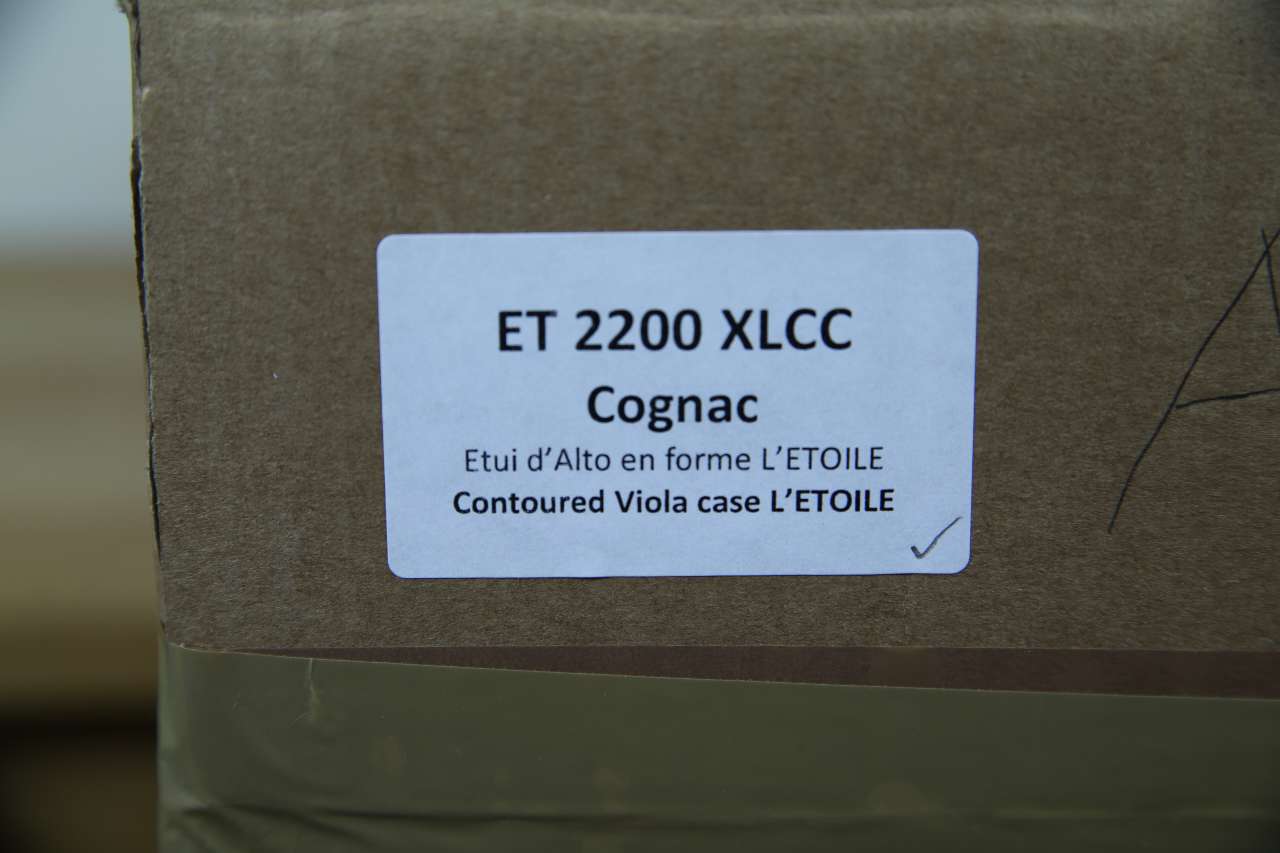 ET 2200 XLCC
Cognac
Etui d'Alto en forme L'ETOILE
Contoured Viola case L'ETOILE